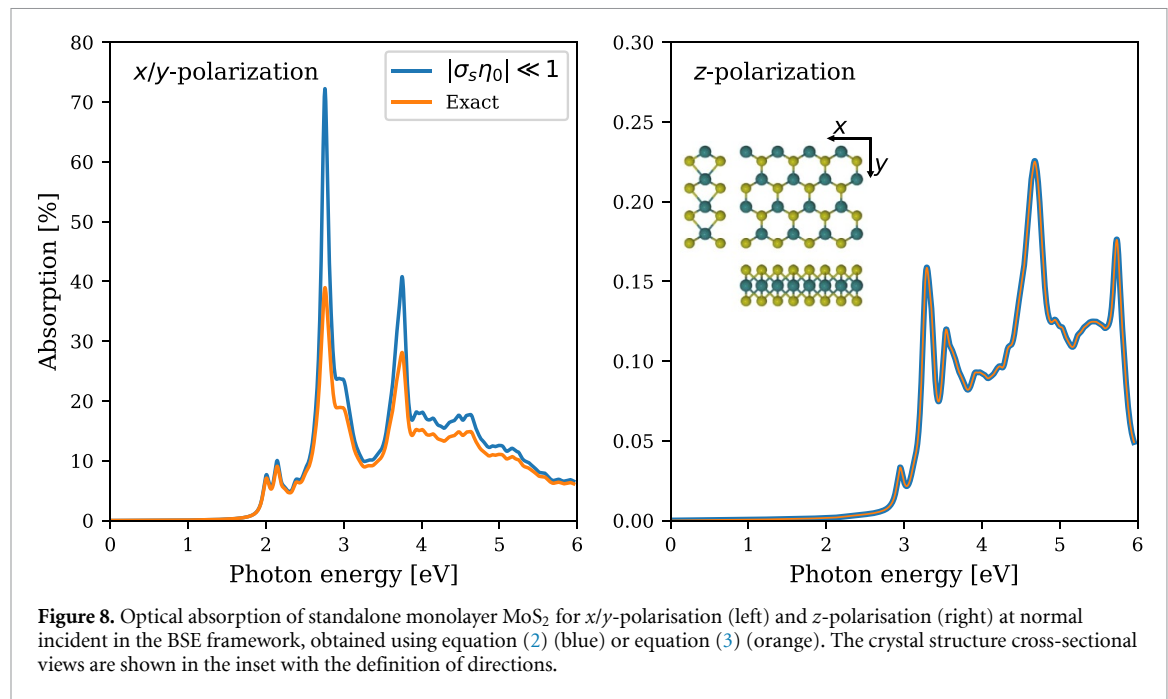 x/y-polarization
|σₛη₀| ≪ 1
Exact
80
70
60
50
40
30
20
10
0
Absorption [%]
0 1 2 3 4 5 6
Photon energy [eV]
z-polarization
x
y
0.30
0.25
0.20
0.15
0.10
0.05
0.00
0 1 2 3 4 5 6
Photon energy [eV]
Figure 8. Optical absorption of standalone monolayer MoS₂ for x/y-polarisation (left) and z-polarisation (right) at normal
incident in the BSE framework, obtained using equation (2) (blue) or equation (3) (orange). The crystal structure cross-sectional
views are shown in the inset with the definition of directions.